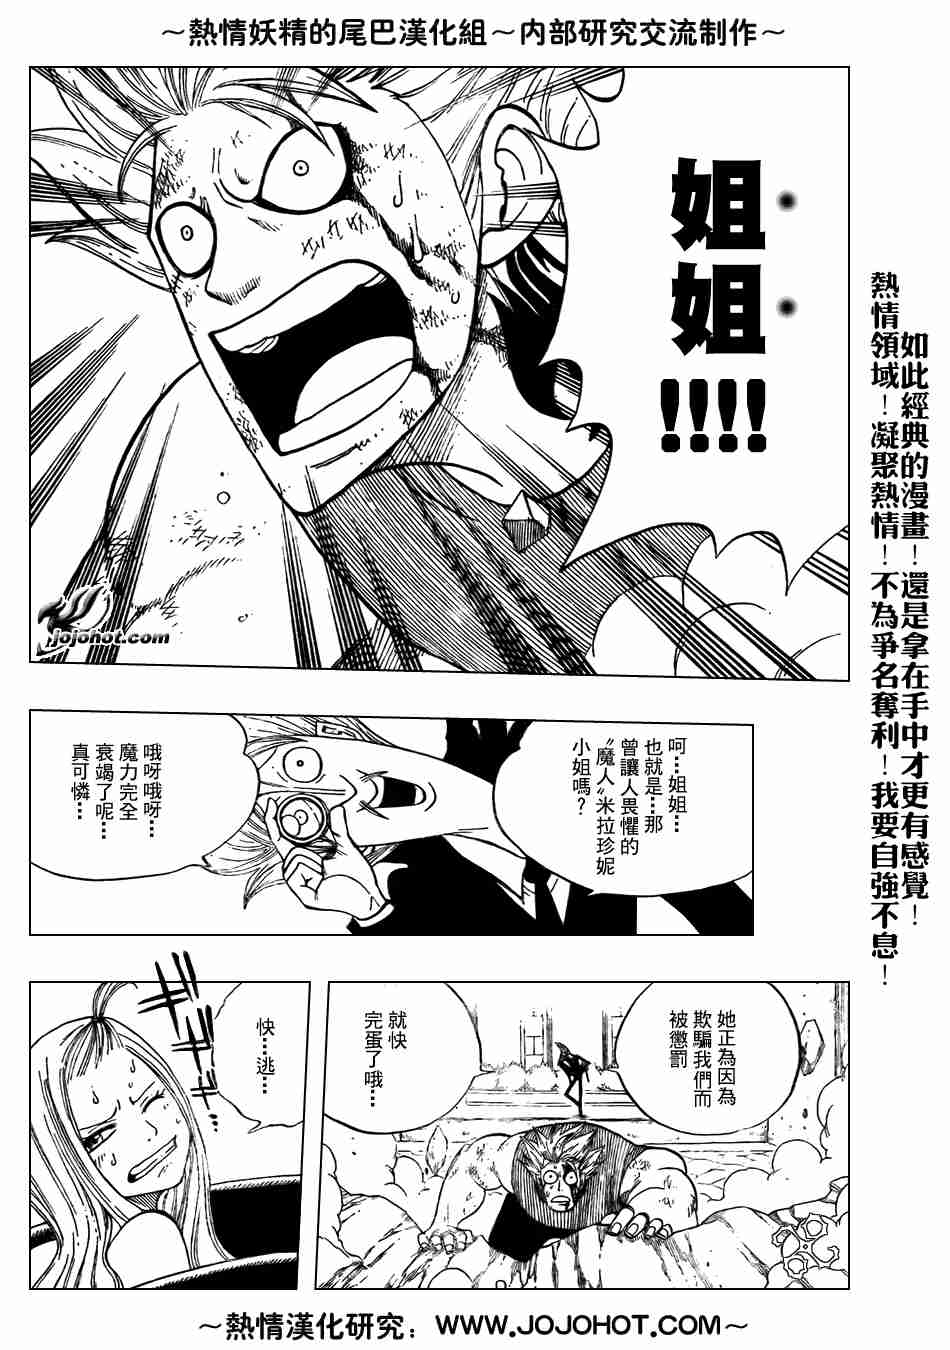 ～熱情妖精的尾巴漢化組～内部研究交流制作～
姐
姐
!!!!
如此經典的漫畫！還是拿在手中才更有感覺！
熱情領域！凝聚熱情！不為爭名奪利！我要自強不息！
jojohot.com
呵…姐姐…
也就是…那
曾讓人畏懼的
〝魔人〞米拉珍妮
小姐嗎？
哦呀哦呀…
魔力完全
衰竭了呢…
真可憐…
她正為因為
欺騙我們而
被懲罰
就快
完蛋了哦…
快…逃…
～熱情漢化研究：WWW.JOJOHOT.COM～